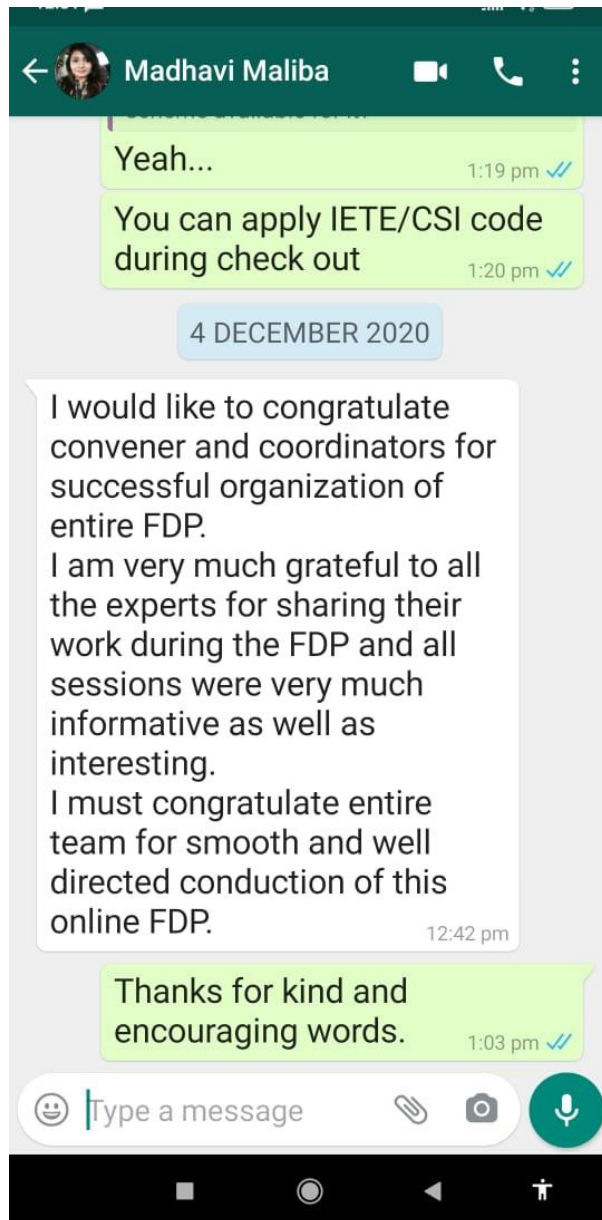 Madhavi Maliba
Yeah...
1:19 pm
You can apply IETE/CSI code
during check out
1:20 pm
4 DECEMBER 2020
I would like to congratulate
convener and coordinators for
successful organization of
entire FDP.
I am very much grateful to all
the experts for sharing their
work during the FDP and all
sessions were very much
informative as well as
interesting.
I must congratulate entire
team for smooth and well
directed conduction of this
online FDP.
12:42 pm
Thanks for kind and
encouraging words.
1:03 pm
Type a message